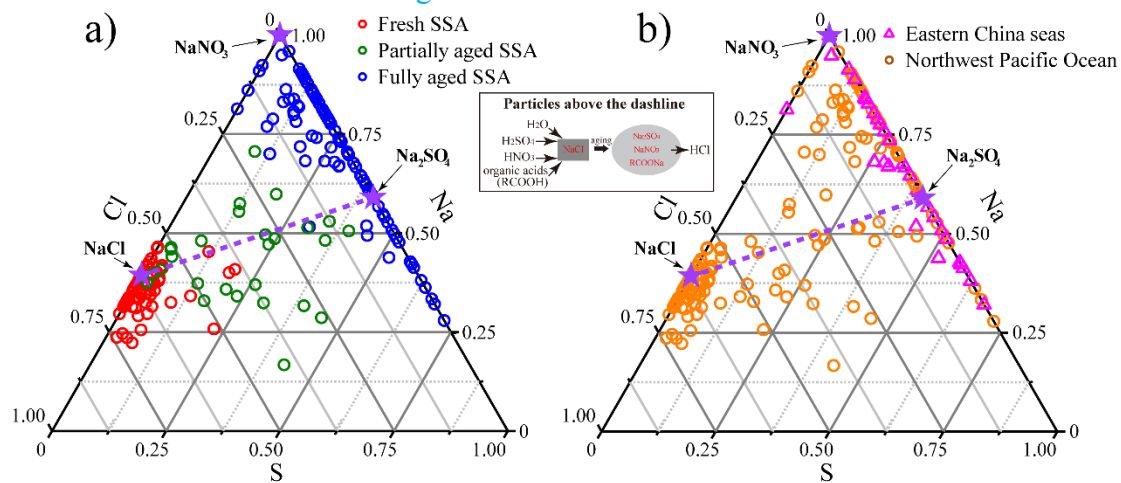 a)
0
1.00
NaNO₃
Fresh SSA
Partially aged SSA
Fully aged SSA
0.25
0.75
Na₂SO₄
Cl
Na
0.50
0.50
NaCl
0.75
0.25
1.00
0
0
0.25
0.50
0.75
1.00
S
Particles above the dashline
H₂O
H₂SO₄
HNO₃
organic acids
(RCOOH)
NaCl
aging
Na₂SO₄
NaNO₃
RCOONa
HCl
b)
0
1.00
NaNO₃
Eastern China seas
Northwest Pacific Ocean
0.25
0.75
Na₂SO₄
Cl
Na
0.50
0.50
NaCl
0.75
0.25
1.00
0
0
0.25
0.50
0.75
1.00
S